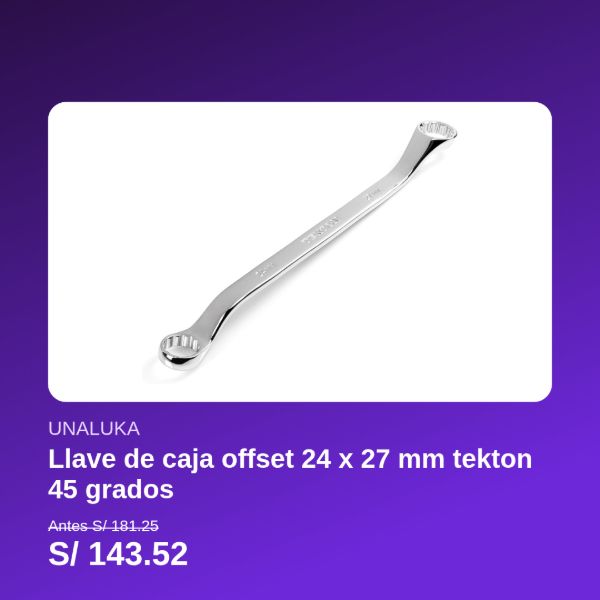 UNALUKA
Llave de caja offset 24 x 27 mm tekton
45 grados
Antes S/ 181.25
S/ 143.52